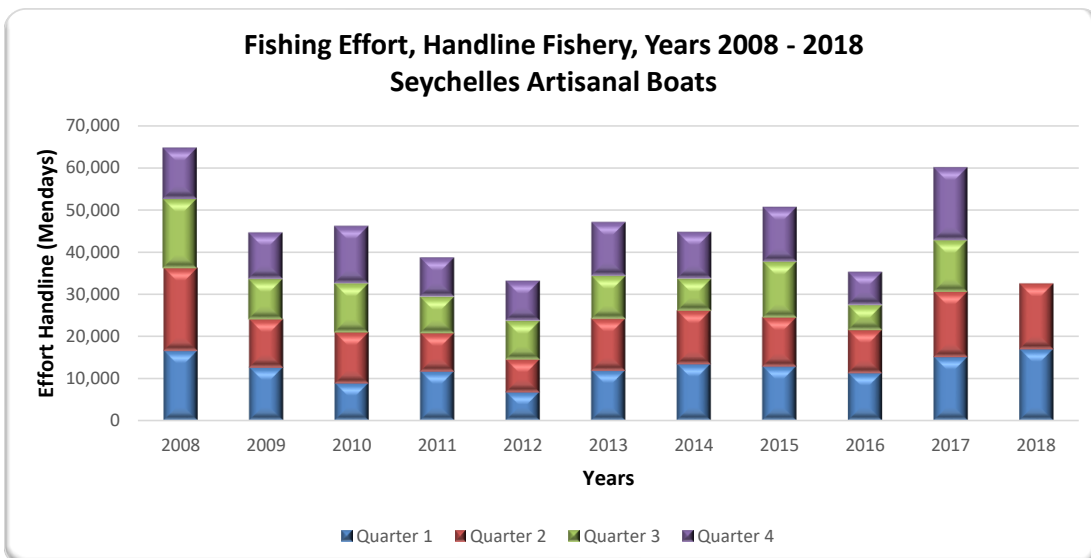 Fishing Effort, Handline Fishery, Years 2008 - 2018
Seychelles Artisanal Boats
Effort Handline (Mendays)
70,000
60,000
50,000
40,000
30,000
20,000
10,000
0
2008 2009 2010 2011 2012 2013 2014 2015 2016 2017 2018
Years
Quarter 1 Quarter 2 Quarter 3 Quarter 4